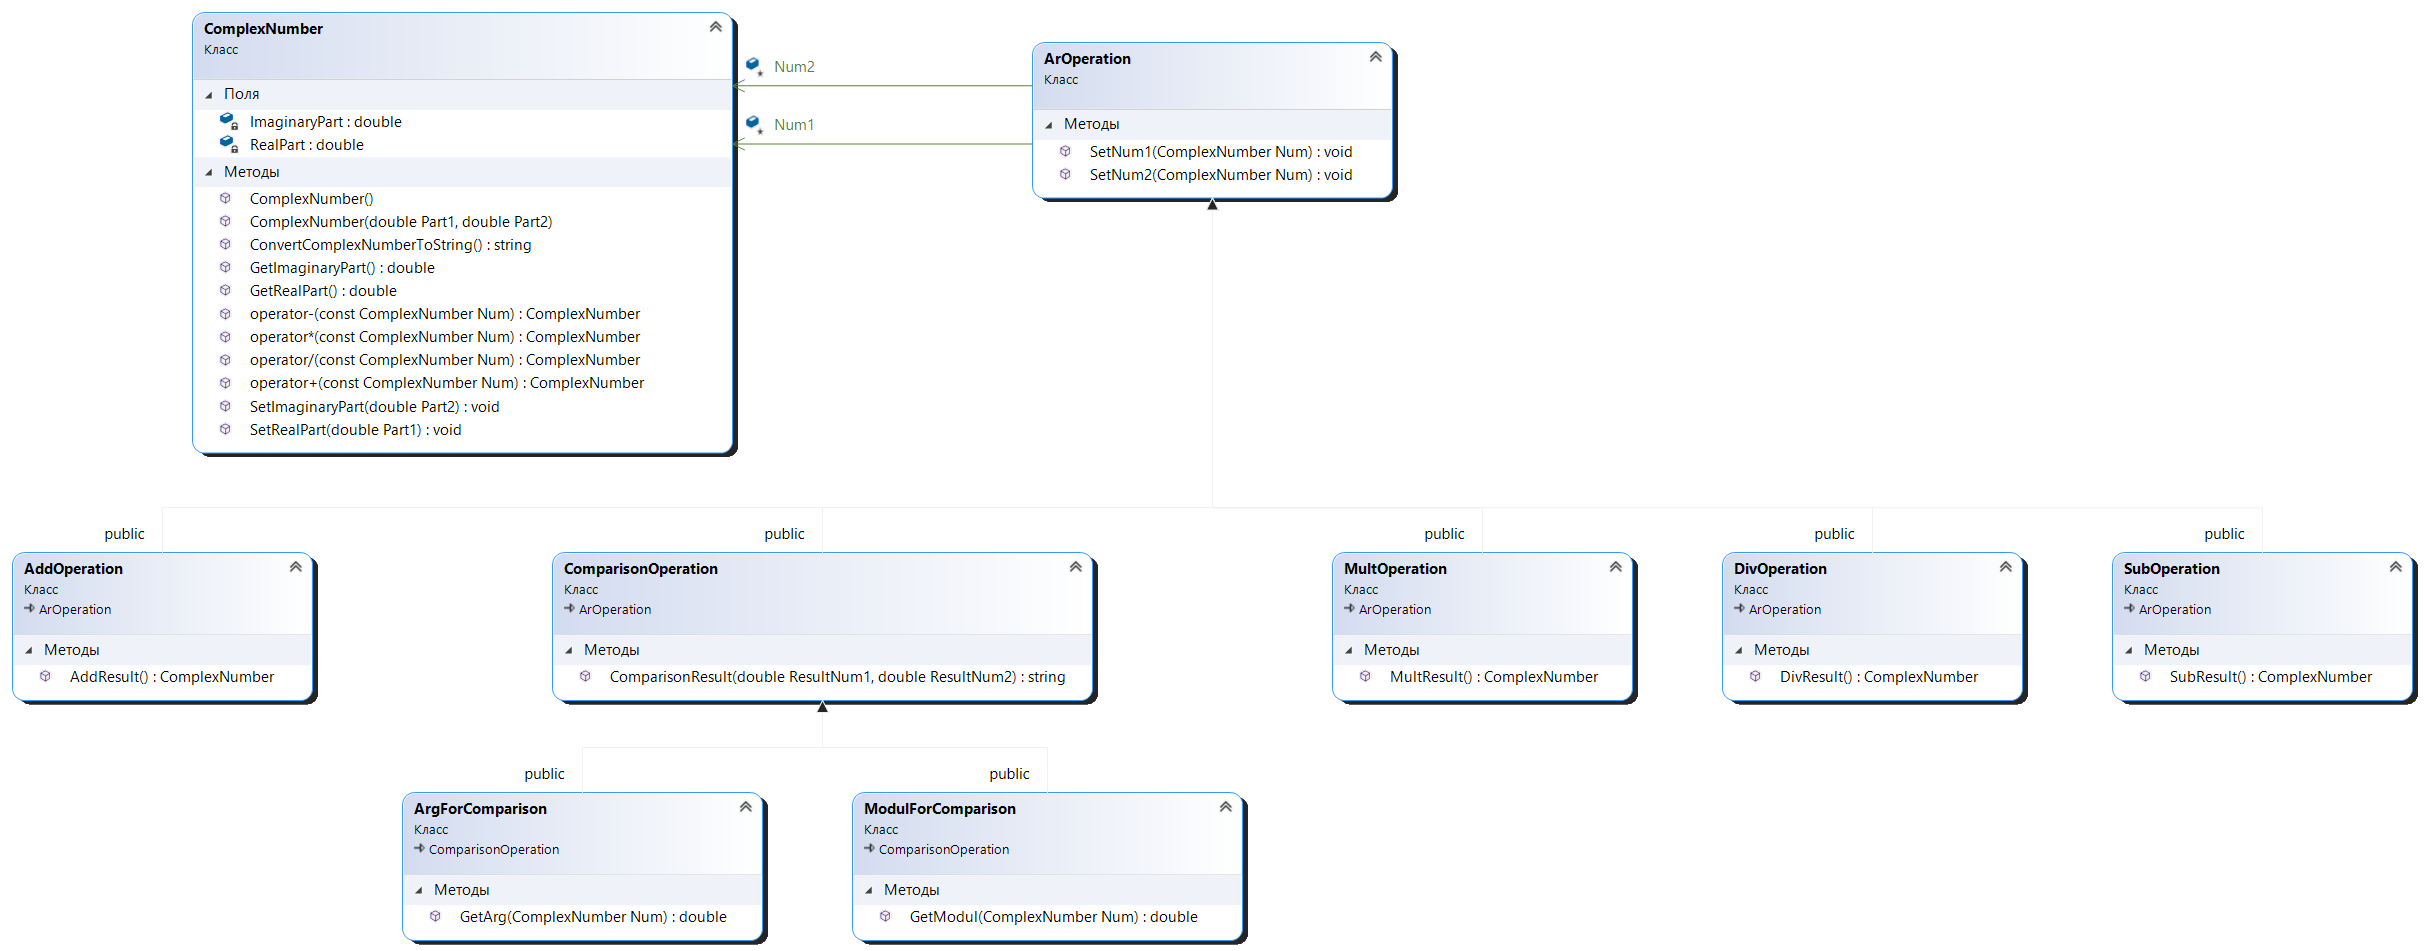 ComplexNumber
Класс
Поля
ImaginaryPart : double
RealPart : double
Методы
ComplexNumber()
ComplexNumber(double Part1, double Part2)
ConvertComplexNumberToString() : string
GetImaginaryPart() : double
GetRealPart() : double
operator-(const ComplexNumber Num) : ComplexNumber
operator*(const ComplexNumber Num) : ComplexNumber
operator/(const ComplexNumber Num) : ComplexNumber
operator+(const ComplexNumber Num) : ComplexNumber
SetImaginaryPart(double Part2) : void
SetRealPart(double Part1) : void
Num2
Num1
ArOperation
Класс
Методы
SetNum1(ComplexNumber Num) : void
SetNum2(ComplexNumber Num) : void
public
AddOperation
Класс
ArOperation
Методы
AddResult() : ComplexNumber
public
ComparisonOperation
Класс
ArOperation
Методы
ComparisonResult(double ResultNum1, double ResultNum2) : string
public
MultOperation
Класс
ArOperation
Методы
MultResult() : ComplexNumber
public
DivOperation
Класс
ArOperation
Методы
DivResult() : ComplexNumber
public
SubOperation
Класс
ArOperation
Методы
SubResult() : ComplexNumber
public
ArgForComparison
Класс
ComparisonOperation
Методы
GetArg(ComplexNumber Num) : double
public
ModulForComparison
Класс
ComparisonOperation
Методы
GetModul(ComplexNumber Num) : double